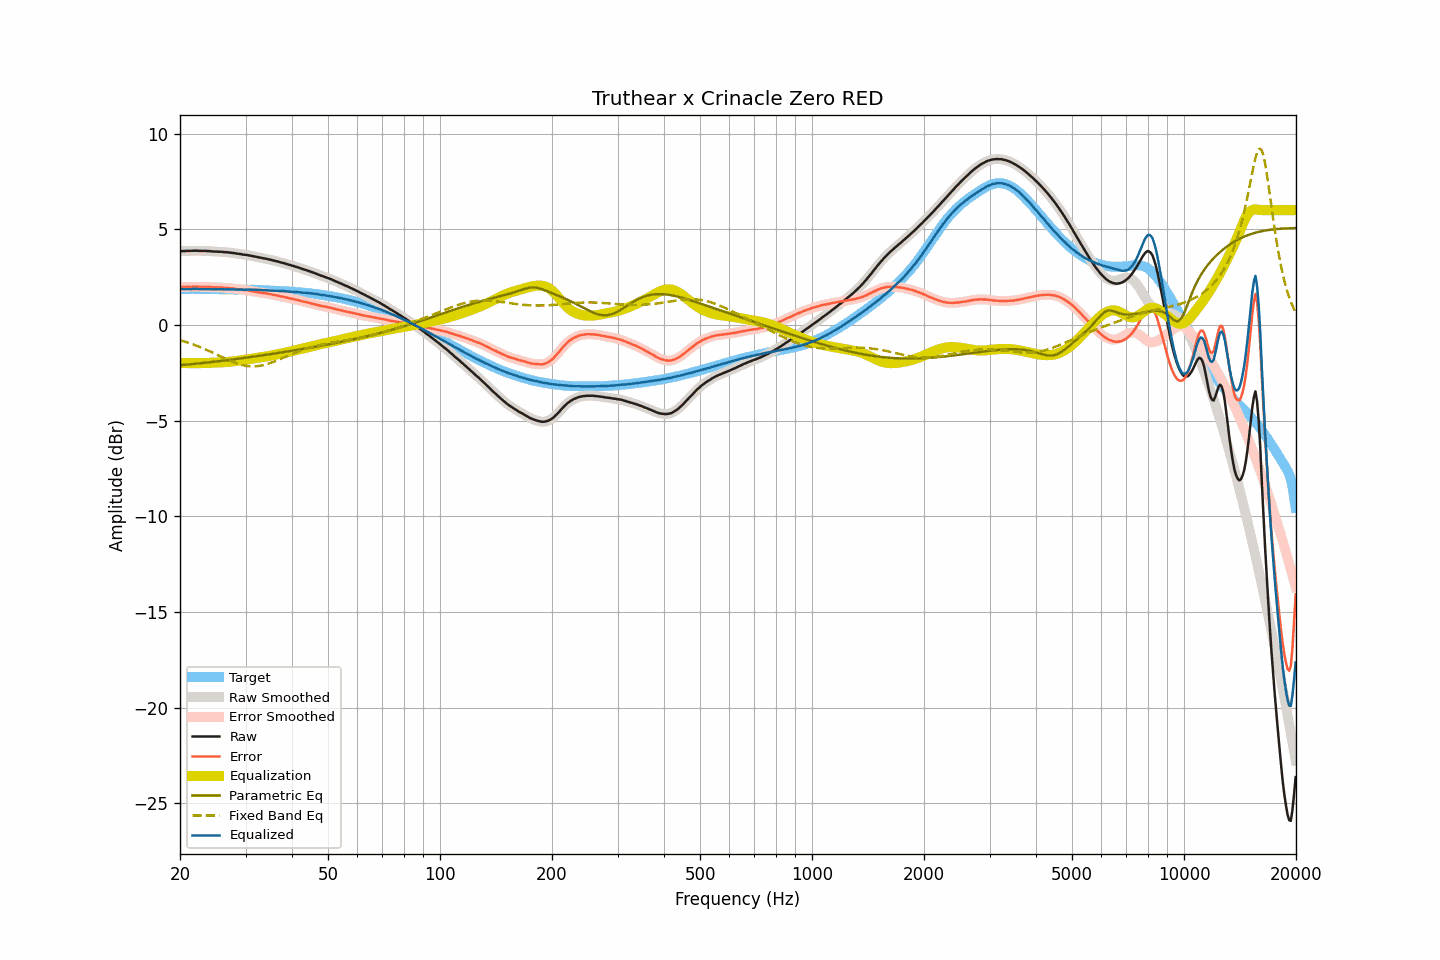 Truthear x Crinacle Zero RED
10
5
0
−5
−10
−15
−20
−25
Amplitude (dBr)
Target
Raw Smoothed
Error Smoothed
Raw
Error
Equalization
Parametric Eq
Fixed Band Eq
Equalized
20 50 100 200 500 1000 2000 5000 10000 20000
Frequency (Hz)